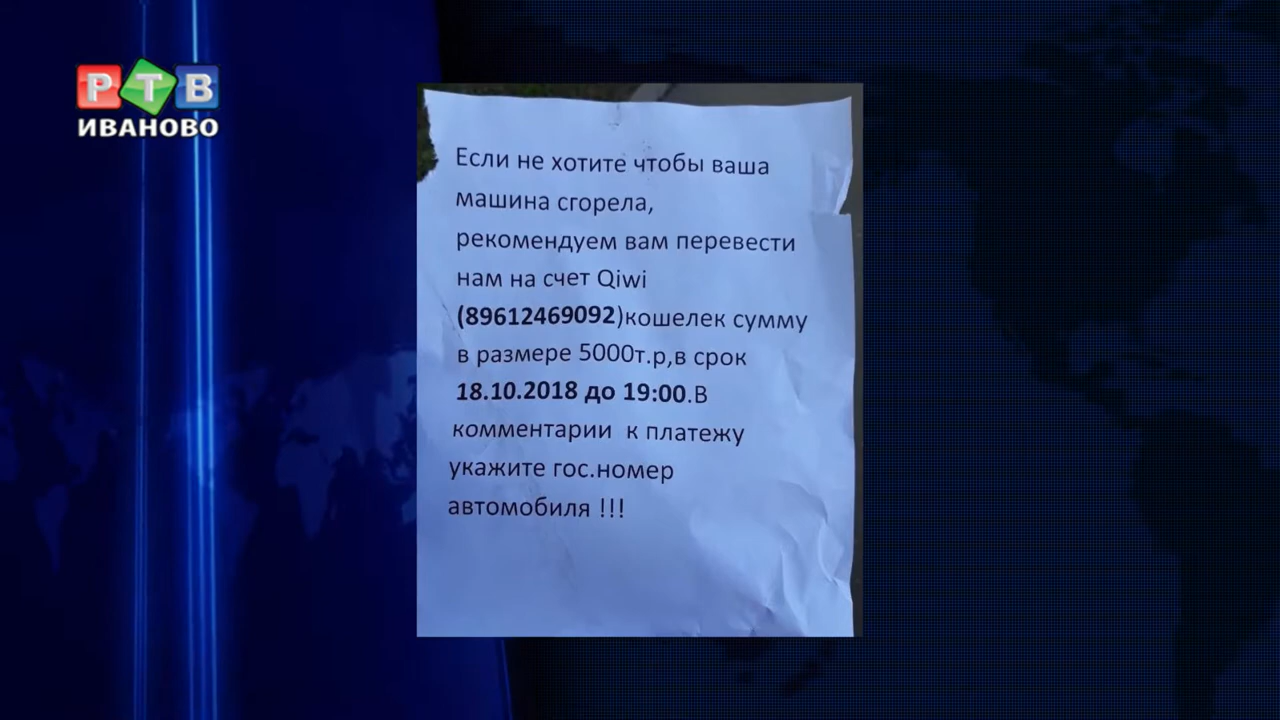 РТВ
ИВАНОВО
Если не хотите чтобы ваша
машина сгорела,
рекомендуем вам перевести
нам на счет Qiwi
(89612469092)кошелек сумму
в размере 5000т.р,в срок
18.10.2018 до 19:00.В
комментарии к платежу
укажите гос.номер
автомобиля !!!